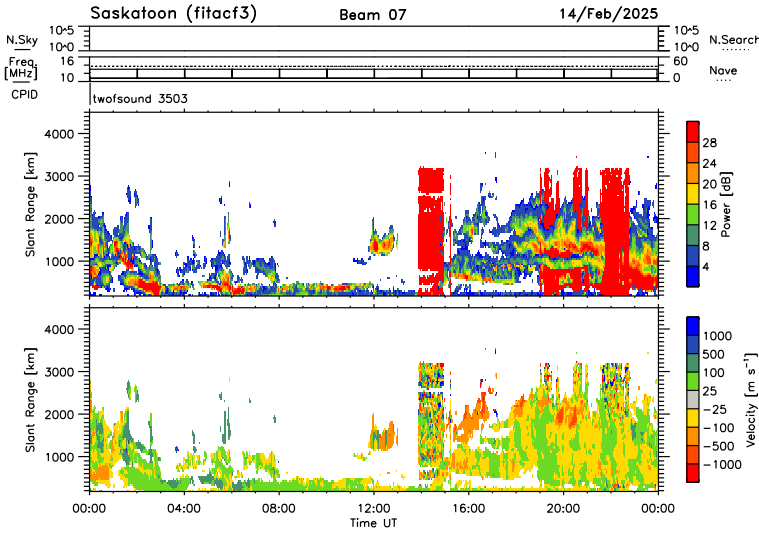 Saskatoon (fitacf3) Beam 07 14/Feb/2025
N.Sky 10^5 10^0 10^5 10^0 N.Search
Freq. [MHz] 16 10 60 0 Nave
CPID twofsound 3503
Slant Range [km] 4000 3000 2000 1000
28 24 20 16 12 8 4 Power [dB]
Slant Range [km] 4000 3000 2000 1000
1000 500 100 25 −25 −100 −500 −1000 Velocity [m s⁻¹]
00:00 04:00 08:00 12:00 16:00 20:00 00:00
Time UT